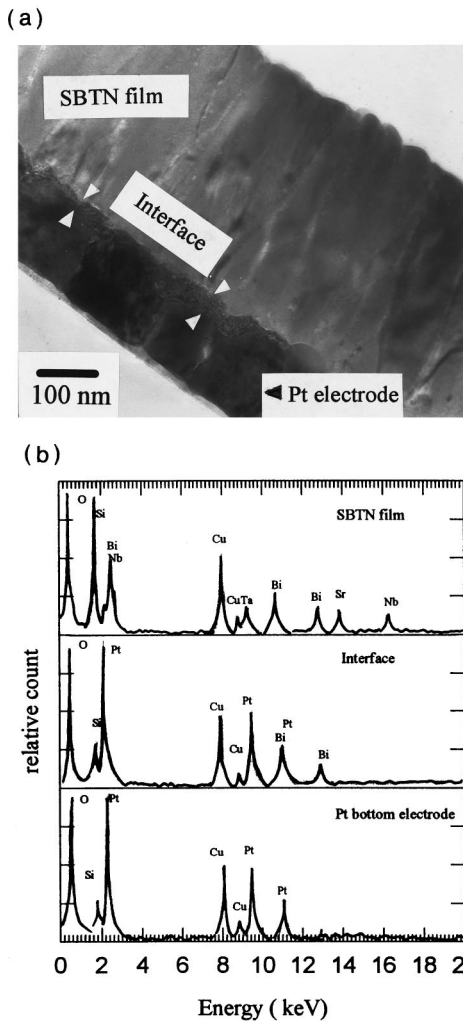 (a)
SBTN film
Interface
100 nm
Pt electrode
(b)
O
Si
Bi
Nb
Cu
Cu Ta
Bi
Bi
Sr
Nb
SBTN film
O
Pt
Si
Cu
Cu
Pt
Pt
Bi
Bi
Interface
O
Pt
Si
Cu
Cu
Pt
Pt
Pt bottom electrode
relative count
0 2 4 6 8 10 12 14 16 18 20
Energy ( keV)